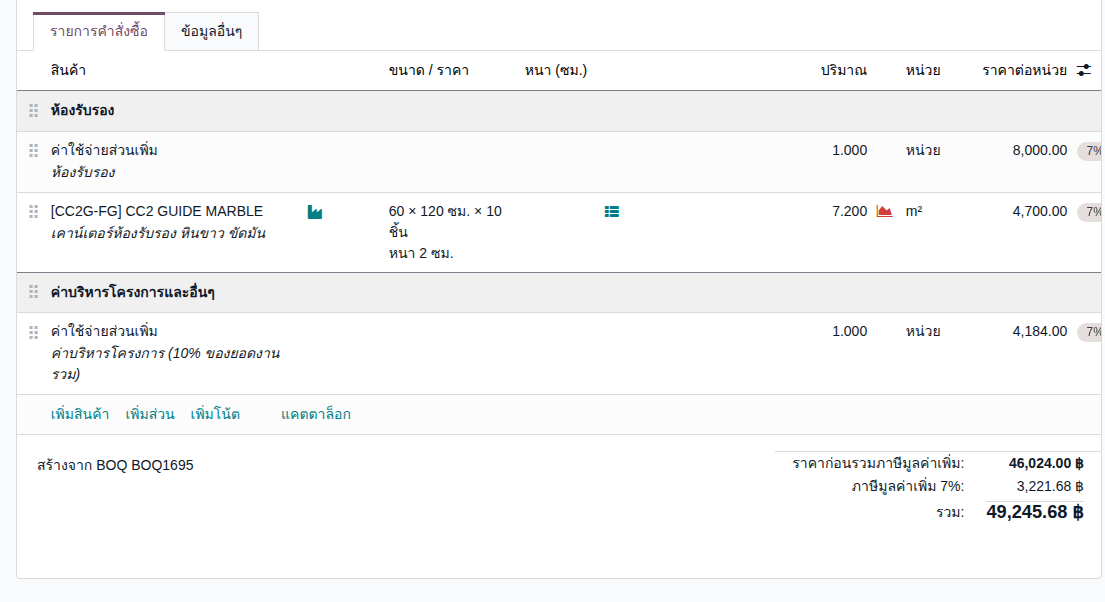 รายการคำสั่งซื้อ ข้อมูลอื่นๆ
สินค้า ขนาด / ราคา หนา (ซม.) ปริมาณ หน่วย ราคาต่อหน่วย
ห้องรับรอง
ค่าใช้จ่ายส่วนเพิ่ม 1.000 หน่วย 8,000.00 7%
ห้องรับรอง
[CC2G-FG] CC2 GUIDE MARBLE 60 × 120 ซม. × 10 7.200 m² 4,700.00 7%
เคาน์เตอร์ห้องรับรอง หินขาว ขัดมัน ชิ้น
หนา 2 ซม.
ค่าบริหารโครงการและอื่นๆ
ค่าใช้จ่ายส่วนเพิ่ม 1.000 หน่วย 4,184.00 7%
ค่าบริหารโครงการ (10% ของยอดงาน
รวม)
เพิ่มสินค้า เพิ่มส่วน เพิ่มโน้ต แคตตาล็อก
สร้างจาก BOQ BOQ1695 ราคาก่อนรวมภาษีมูลค่าเพิ่ม: 46,024.00 ฿
ภาษีมูลค่าเพิ่ม 7%: 3,221.68 ฿
รวม: 49,245.68 ฿